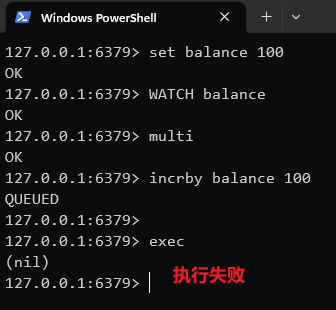 Windows PowerShell
127.0.0.1:6379> set balance 100
OK
127.0.0.1:6379> WATCH balance
OK
127.0.0.1:6379> multi
OK
127.0.0.1:6379> incrby balance 100
QUEUED
127.0.0.1:6379>
127.0.0.1:6379> exec
(nil)
127.0.0.1:6379> 执行失败